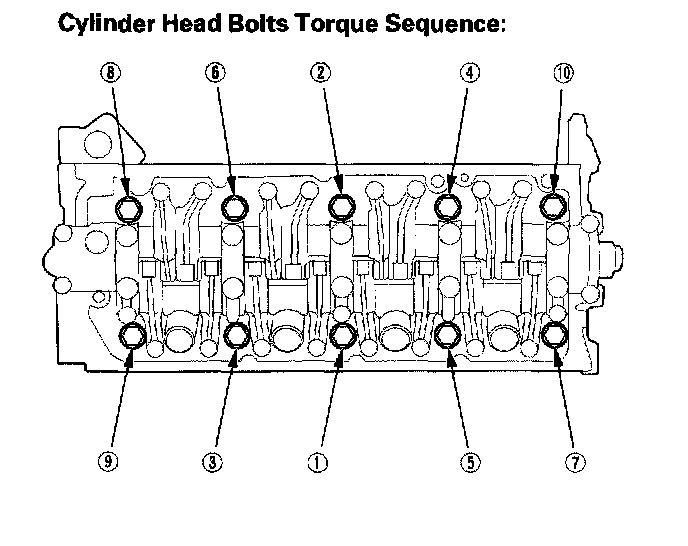 Cylinder Head Bolts Torque Sequence:
⑧ ⑥ ② ④ ⑩
⑨ ③ ① ⑤ ⑦